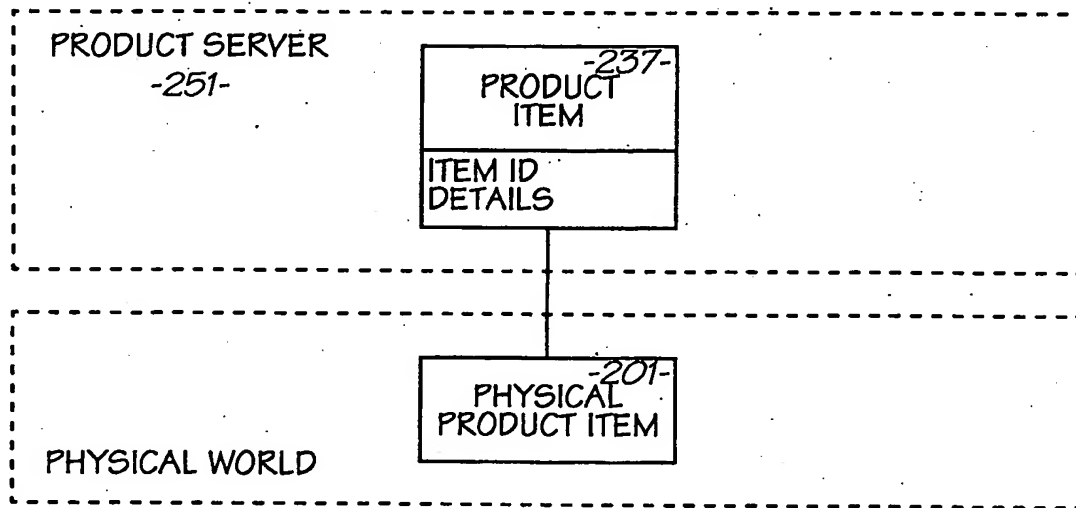 PRODUCT SERVER
-251-
-237-
PRODUCT
ITEM
ITEM ID
DETAILS
-201-
PHYSICAL
PRODUCT ITEM
PHYSICAL WORLD